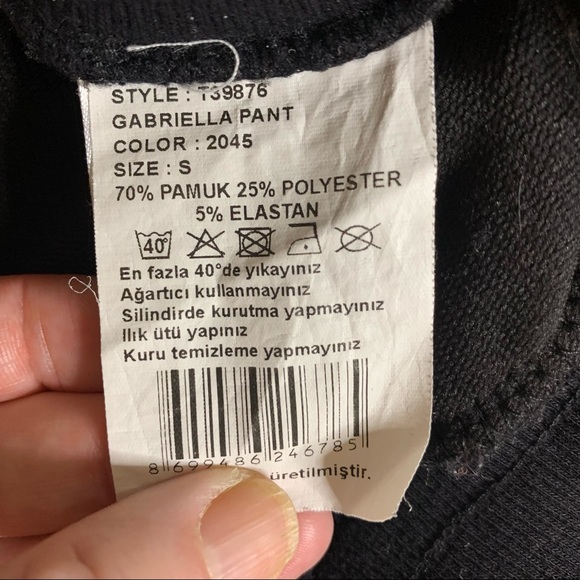 STYLE : T39876
GABRIELLA PANT
COLOR : 2045
SIZE : S
70% PAMUK 25% POLYESTER
5% ELASTAN
40°
En fazla 40°de yıkayınız
Ağartıcı kullanmayınız
Silindirde kurutma yapmayınız
Ilık ütü yapınız
Kuru temizleme yapmayınız
8 699486 246785
üretilmiştir.